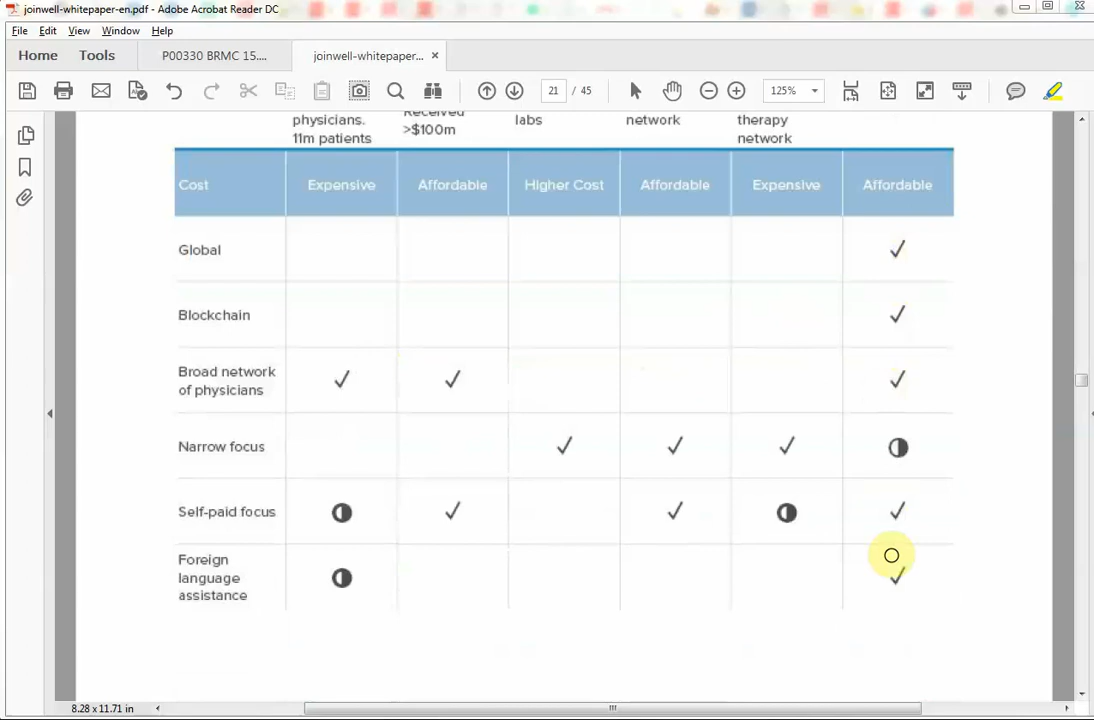 joinwell-whitepaper-en.pdf - Adobe Acrobat Reader DC
File Edit View Window Help
Home Tools P00330 BRMC 15.... joinwell-whitepaper... ×
21 / 45 125%
physicians. Received labs network therapy
11m patients >$100m network
Cost Expensive Affordable Higher Cost Affordable Expensive Affordable
Global ✓
Blockchain ✓
Broad network
of physicians ✓ ✓ ✓
Narrow focus ✓ ✓ ✓ ◑
Self-paid focus ◑ ✓ ✓ ◑ ✓
Foreign
language
assistance ◑ ✓
8.28 x 11.71 in